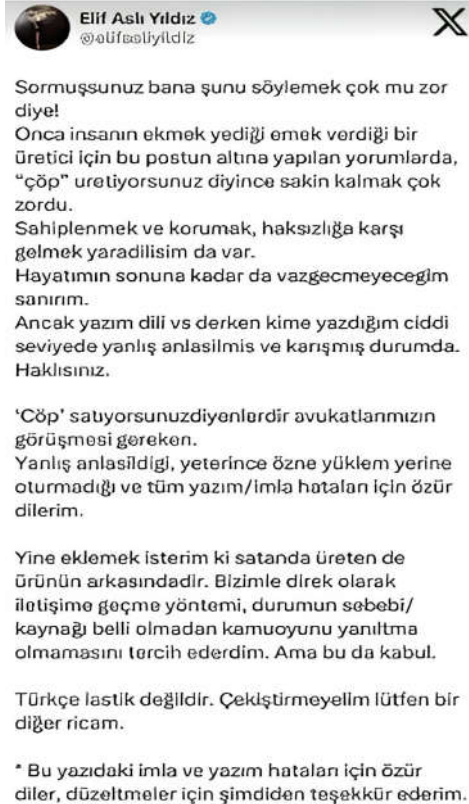 Elif Aslı Yıldız
@elifasliyildiz
Sormuşsunuz bana şunu söylemek çok mu zor
diye!
Onca insanın ekmek yediği emek verdiği bir
üretici için bu postun altına yapılan yorumlarda,
“çöp” uretiyorsunuz diyince sakin kalmak çok
zordu.
Sahiplenmek ve korumak, haksızlığa karşı
gelmek yaradilisim da var.
Hayatımın sonuna kadar da vazgecmeyecegim
sanırım.
Ancak yazım dili vs derken kime yazdığım ciddi
seviyede yanlış anlasilmis ve karışmış durumda.
Haklısınız.
‘Cöp’ satıyorsunuzdiyenlerdir avukatlarımızın
görüşmesi gereken.
Yanlış anlasildigi, yeterince özne yüklem yerine
oturmadığı ve tüm yazım/imla hataları için özür
dilerim.
Yine eklemek isterim ki satanda üreten de
ürünün arkasındadir. Bizimle direk olarak
iletişime geçme yöntemi, durumun sebebi/
kaynağı belli olmadan kamuoyunu yanıltma
olmamasını tercih ederdim. Ama bu da kabul.
Türkçe lastik değildir. Çekiştirmeyelim lütfen bir
diğer ricam.
* Bu yazıdaki imla ve yazım hataları için özür
diler, düzeltmeler için şimdiden teşekkür ederim.